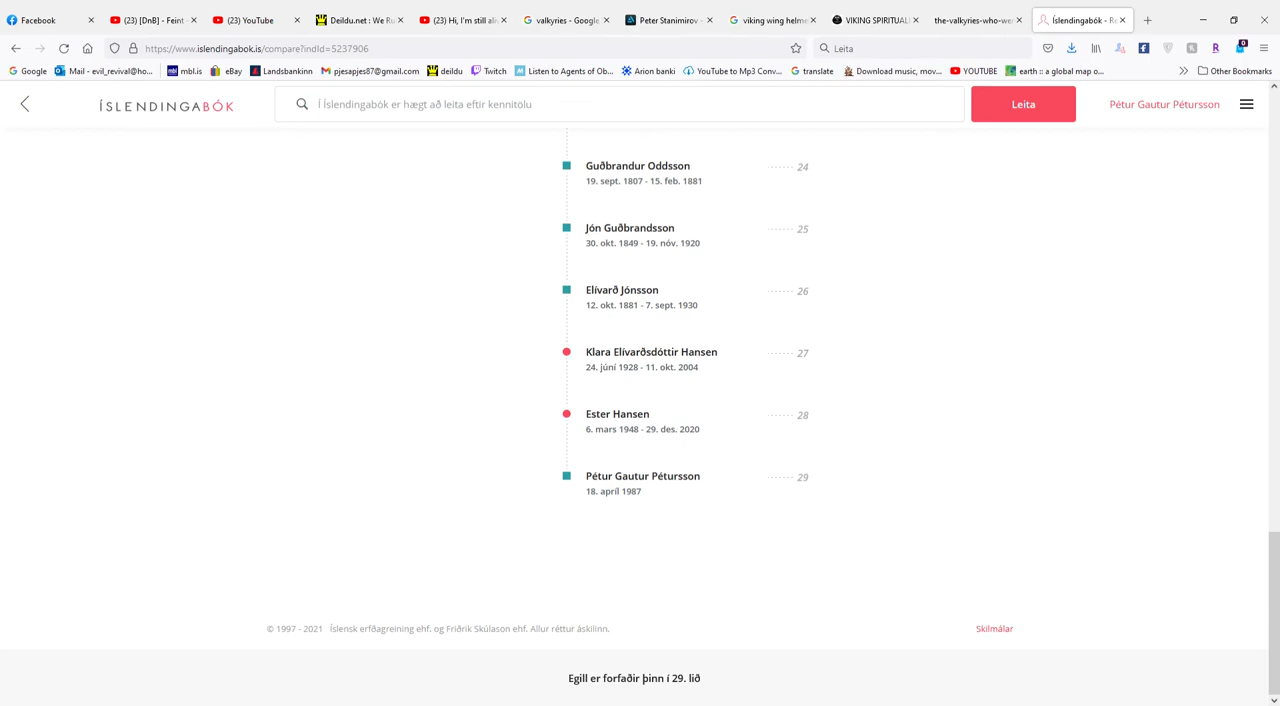 Facebook
(23) [DnB] - Feint
(23) YouTube
Deildu.net : We Ru
(23) Hi, I'm still aliv
valkyries - Google
Peter Stanimirov -
viking wing helme
VIKING SPIRITUAL
the-valkyries-who-wer
Íslendingabók - Re
https://www.islendingabok.is/compare?indId=5237906
Leita
Google
Mail - evil_revival@ho...
mbl.is
eBay
Landsbankinn
pjesapjes87@gmail.com
deildu
Twitch
Listen to Agents of Ob...
Arion banki
YouTube to Mp3 Conv...
translate
Download music, mov...
YOUTUBE
earth :: a global map o...
Other Bookmarks
ÍSLENDINGABÓK
Í Íslendingabók er hægt að leita eftir kennitölu
Leita
Pétur Gautur Pétursson
Guðbrandur Oddsson 24
19. sept. 1807 - 15. feb. 1881
Jón Guðbrandsson 25
30. okt. 1849 - 19. nóv. 1920
Elívarð Jónsson 26
12. okt. 1881 - 7. sept. 1930
Klara Elívarðsdóttir Hansen 27
24. júní 1928 - 11. okt. 2004
Ester Hansen 28
6. mars 1948 - 29. des. 2020
Pétur Gautur Pétursson 29
18. apríl 1987
© 1997 - 2021 Íslensk erfðagreining ehf. og Friðrik Skúlason ehf. Allur réttur áskilinn.
Skilmálar
Egill er forfaðir þinn í 29. lið